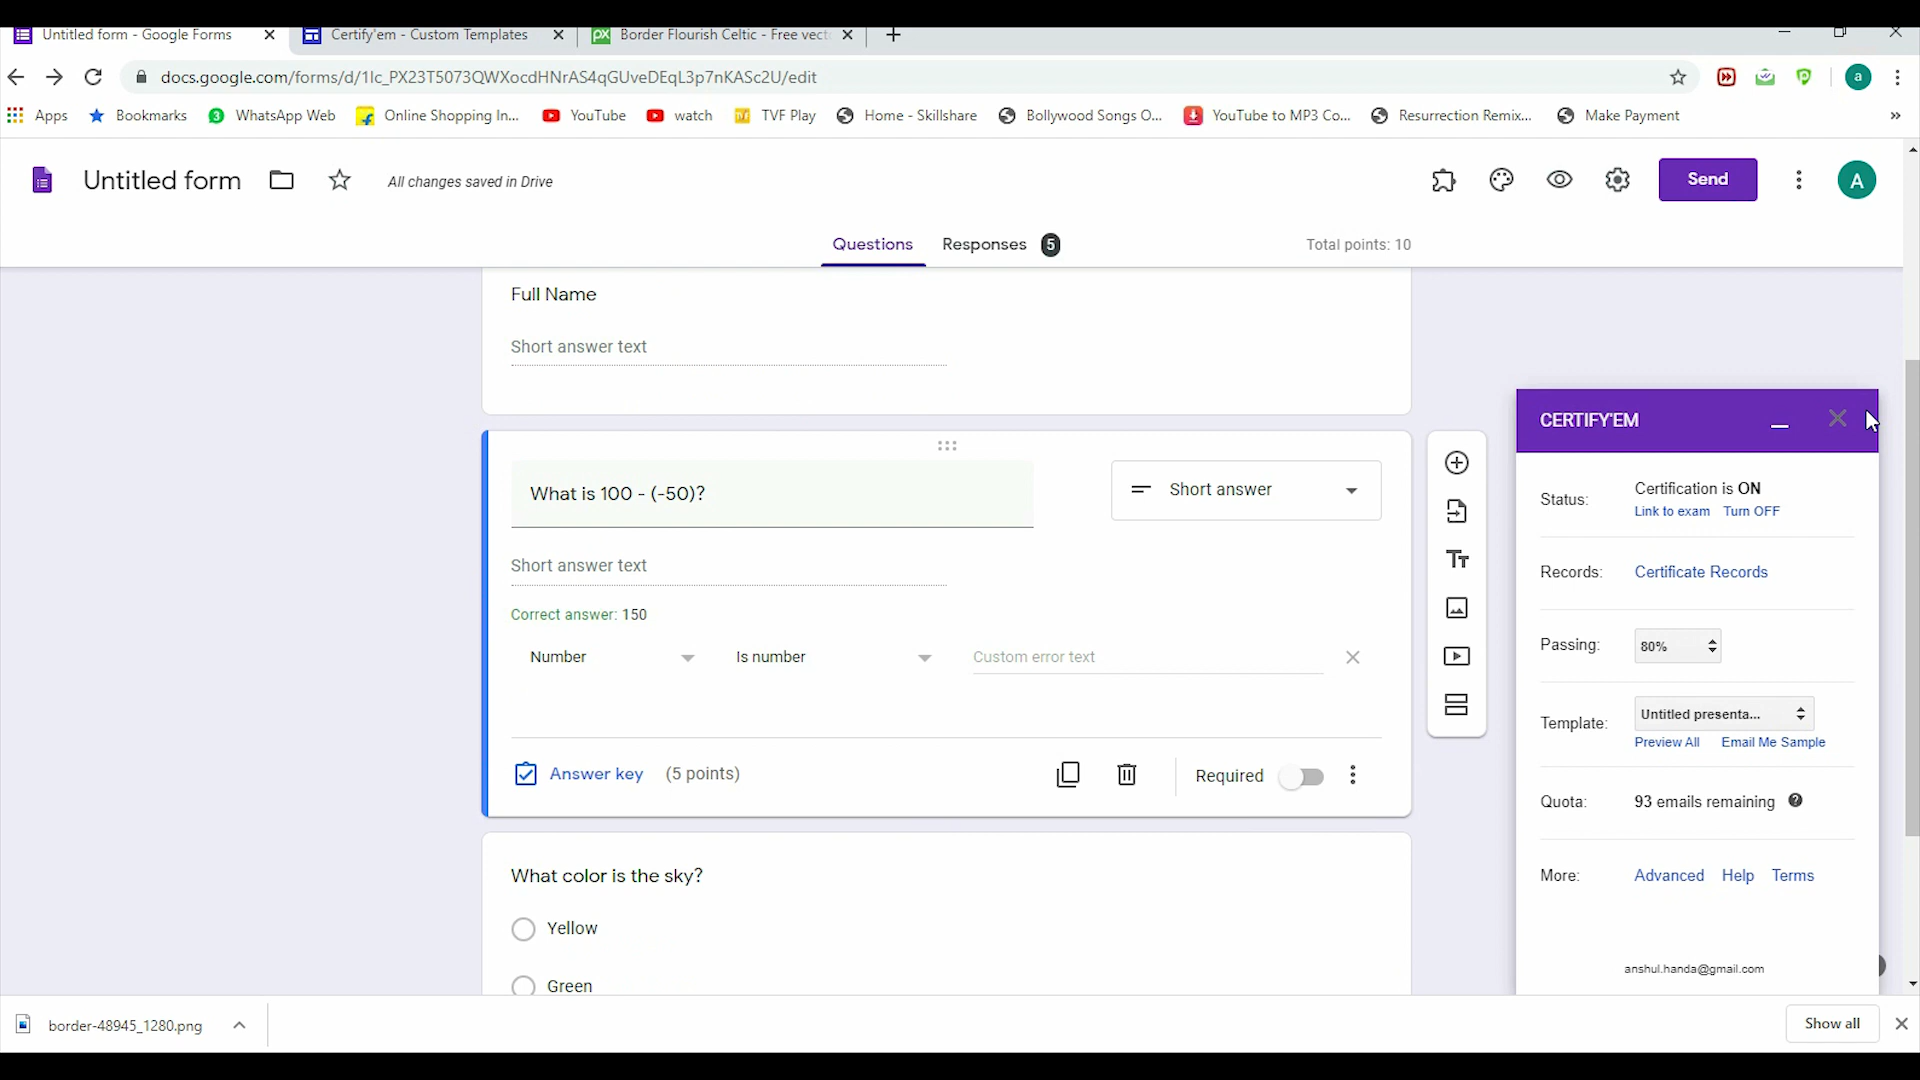 Untitled form - Google Forms
Certify'em - Custom Templates
Border Flourish Celtic - Free vect
docs.google.com/forms/d/1lc_PX23T5073QWXocdHNrAS4qGUveDEqL3p7nKASc2U/edit
a
Apps
Bookmarks
3
WhatsApp Web
Online Shopping In...
YouTube
watch
TVF Play
Home - Skillshare
Bollywood Songs O...
YouTube to MP3 Co...
Resurrection Remix...
Make Payment
»
Untitled form
All changes saved in Drive
Send
A
Questions
Responses 5
Total points: 10
Full Name
Short answer text
What is 100 - (-50)?
Short answer
Short answer text
Correct answer: 150
Number
Is number
Custom error text
Answer key (5 points)
Required
What color is the sky?
Yellow
Green
Tт
CERTIFY'EM
Status:
Certification is ON
Link to exam Turn OFF
Records:
Certificate Records
Passing:
80%
Template:
Untitled presenta...
Preview All Email Me Sample
Quota:
93 emails remaining
More:
Advanced Help Terms
anshul.handa@gmail.com
border-48945_1280.png
Show all